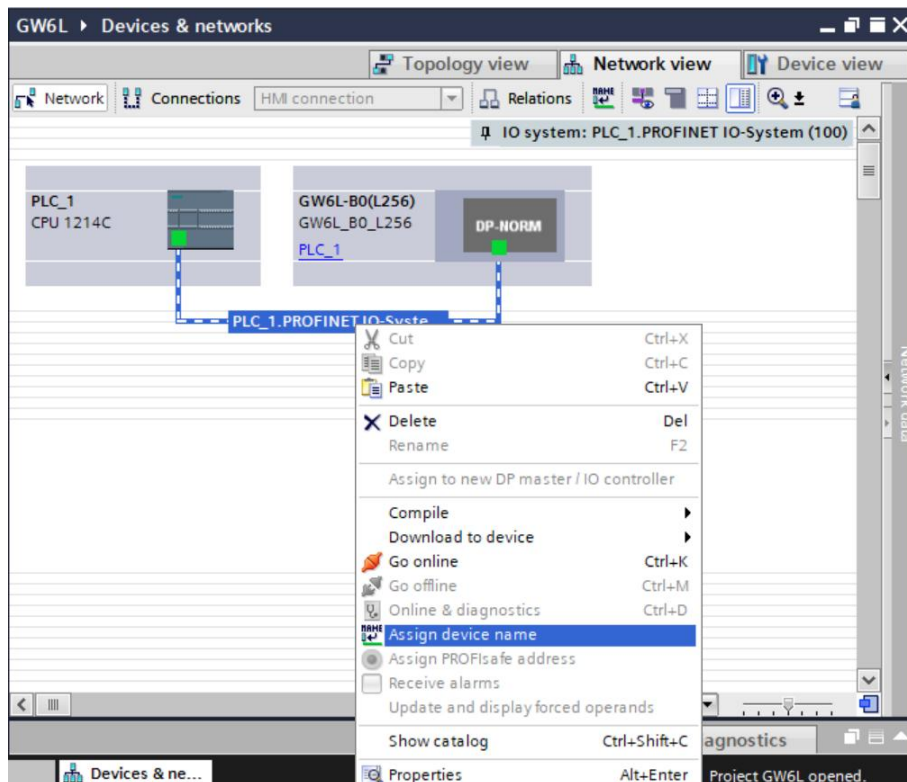 GW6L ▸ Devices & networks
Topology view
Network view
Device view
Network
Connections
HMI connection
Relations
NAME
IO system: PLC_1.PROFINET IO-System (100)
PLC_1
CPU 1214C
GW6L-B0(L256)
GW6L_B0_L256
PLC_1
DP-NORM
PLC_1.PROFINET IO-Syste...
Cut Ctrl+X
Copy Ctrl+C
Paste Ctrl+V
Delete Del
Rename F2
Assign to new DP master / IO controller
Compile
Download to device
Go online Ctrl+K
Go offline Ctrl+M
Online & diagnostics Ctrl+D
NAME
Assign device name
Assign PROFIsafe address
Receive alarms
Update and display forced operands
Show catalog Ctrl+Shift+C
Properties Alt+Enter
Network data
agnostics
Devices & ne...
Project GW6L opened.